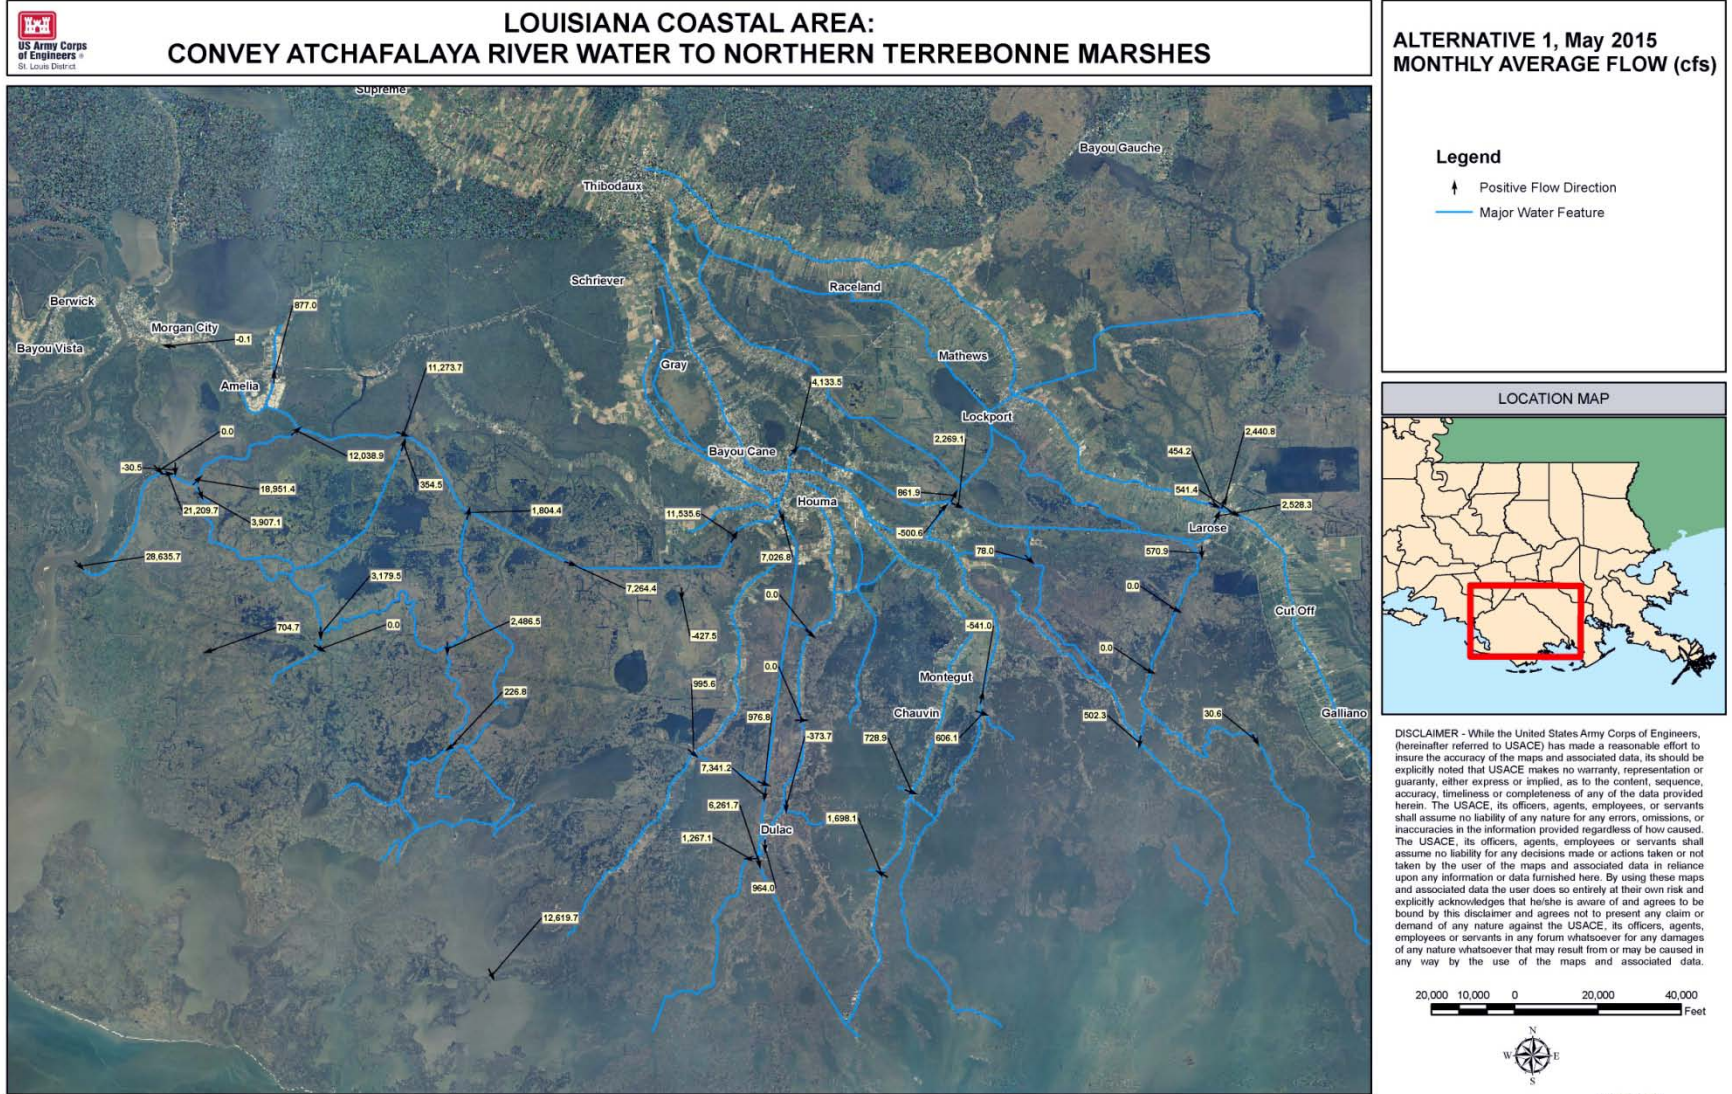 US Army Corps
of Engineers ®
St. Louis District
LOUISIANA COASTAL AREA:
CONVEY ATCHAFALAYA RIVER WATER TO NORTHERN TERREBONNE MARSHES
ALTERNATIVE 1, May 2015
MONTHLY AVERAGE FLOW (cfs)
Legend
Positive Flow Direction
Major Water Feature
Supreme
Bayou Gauche
Thibodaux
Schriever
Raceland
Berwick
877.0
Morgan City
-0.1
Bayou Vista
Mathews
Gray
11,273.7
Amelia
4,133.5
Lockport
0.0
2,440.8
2,269.1
Bayou Cane
454.2
12,038.9
-30.5
354.5
18,951.4
861.9
541.4
Houma
2,528.3
21,209.7
1,804.4
11,535.6
3,907.1
Larose
-500.6
78.0
570.9
28,635.7
7,026.8
3,179.5
7,264.4
0.0
0.0
Cut Off
704.7
0.0
2,486.5
-541.0
-427.5
0.0
0.0
Montegut
995.6
226.8
Chauvin
Galliano
976.8
502.3
30.6
-373.7
728.9
606.1
7,341.2
6,261.7
1,698.1
Dulac
1,267.1
964.0
12,619.7
LOCATION MAP
DISCLAIMER - While the United States Army Corps of Engineers,
(hereinafter referred to USACE) has made a reasonable effort to
insure the accuracy of the maps and associated data, its should be
explicitly noted that USACE makes no warranty, representation or
guaranty, either express or implied, as to the content, sequence,
accuracy, timeliness or completeness of any of the data provided
herein. The USACE, its officers, agents, employees, or servants
shall assume no liability of any nature for any errors, omissions, or
inaccuracies in the information provided regardless of how caused.
The USACE, its officers, agents, employees or servants shall
assume no liability for any decisions made or actions taken or not
taken by the user of the maps and associated data in reliance
upon any information or data furnished here. By using these maps
and associated data the user does so entirely at their own risk and
explicitly acknowledges that he/she is aware of and agrees to be
bound by this disclaimer and agrees not to present any claim or
demand of any nature against the USACE, its officers, agents,
employees or servants in any forum whatsoever for any damages
of any nature whatsoever that may result from or may be caused in
any way by the use of the maps and associated data.
20,000 10,000 0 20,000 40,000
Feet
N
W E
S